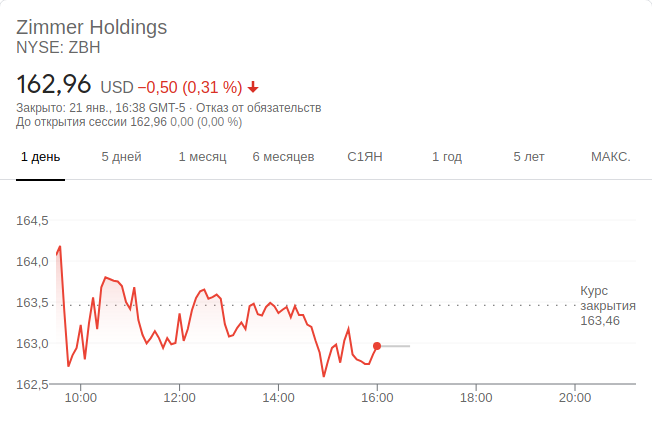 Zimmer Holdings
NYSE: ZBH
162,96 USD −0,50 (0,31 %)
Закрыто: 21 янв., 16:38 GMT-5 · Отказ от обязательств
До открытия сессии 162,96 0,00 (0,00 %)
1 день 5 дней 1 месяц 6 месяцев С1ЯН 1 год 5 лет МАКС.
164,5
164,0
163,5
163,0
162,5
Курс
закрытия
163,46
10:00 12:00 14:00 16:00 18:00 20:00